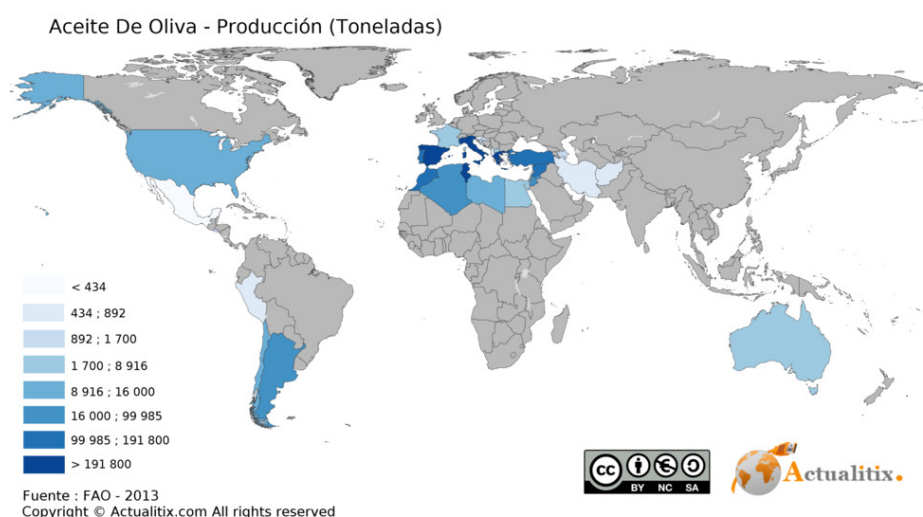 Aceite De Oliva - Producción (Toneladas)
< 434
434 ; 892
892 ; 1 700
1 700 ; 8 916
8 916 ; 16 000
16 000 ; 99 985
99 985 ; 191 800
> 191 800
cc
BY NC SA
Actualitix.
Fuente : FAO - 2013
Copyright © Actualitix.com All rights reserved